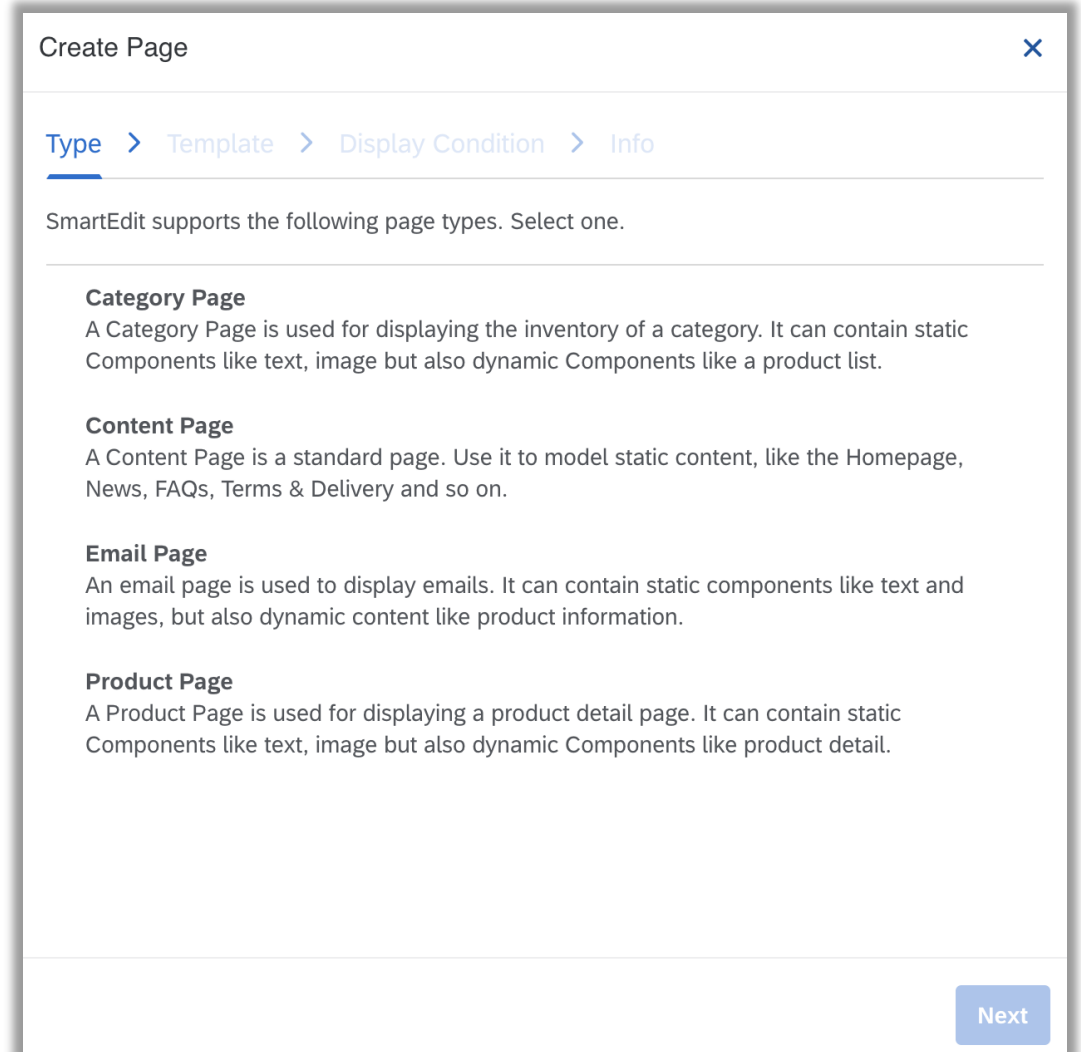 Create Page
Type
Template
Display Condition
Info
SmartEdit supports the following page types. Select one.
Category Page
A Category Page is used for displaying the inventory of a category. It can contain static
Components like text, image but also dynamic Components like a product list.
Content Page
A Content Page is a standard page. Use it to model static content, like the Homepage,
News, FAQs, Terms & Delivery and so on.
Email Page
An email page is used to display emails. It can contain static components like text and
images, but also dynamic content like product information.
Product Page
A Product Page is used for displaying a product detail page. It can contain static
Components like text, image but also dynamic Components like product detail.
Next